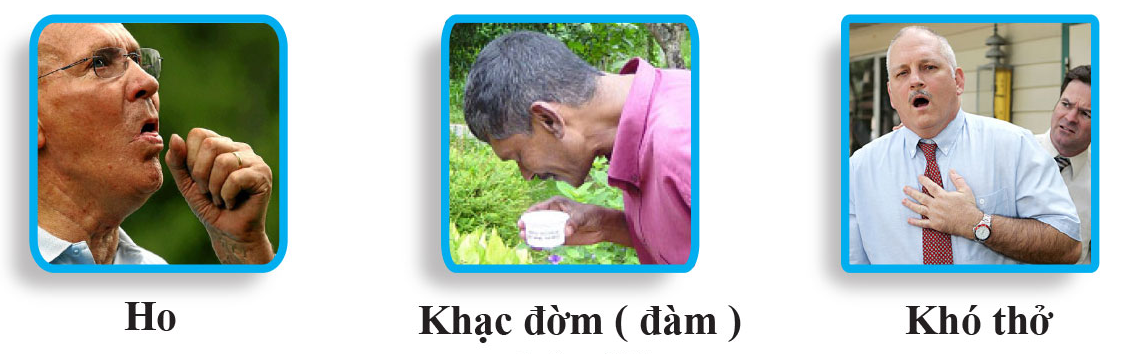 Ho
Khạc đờm ( đàm )
Khó thở